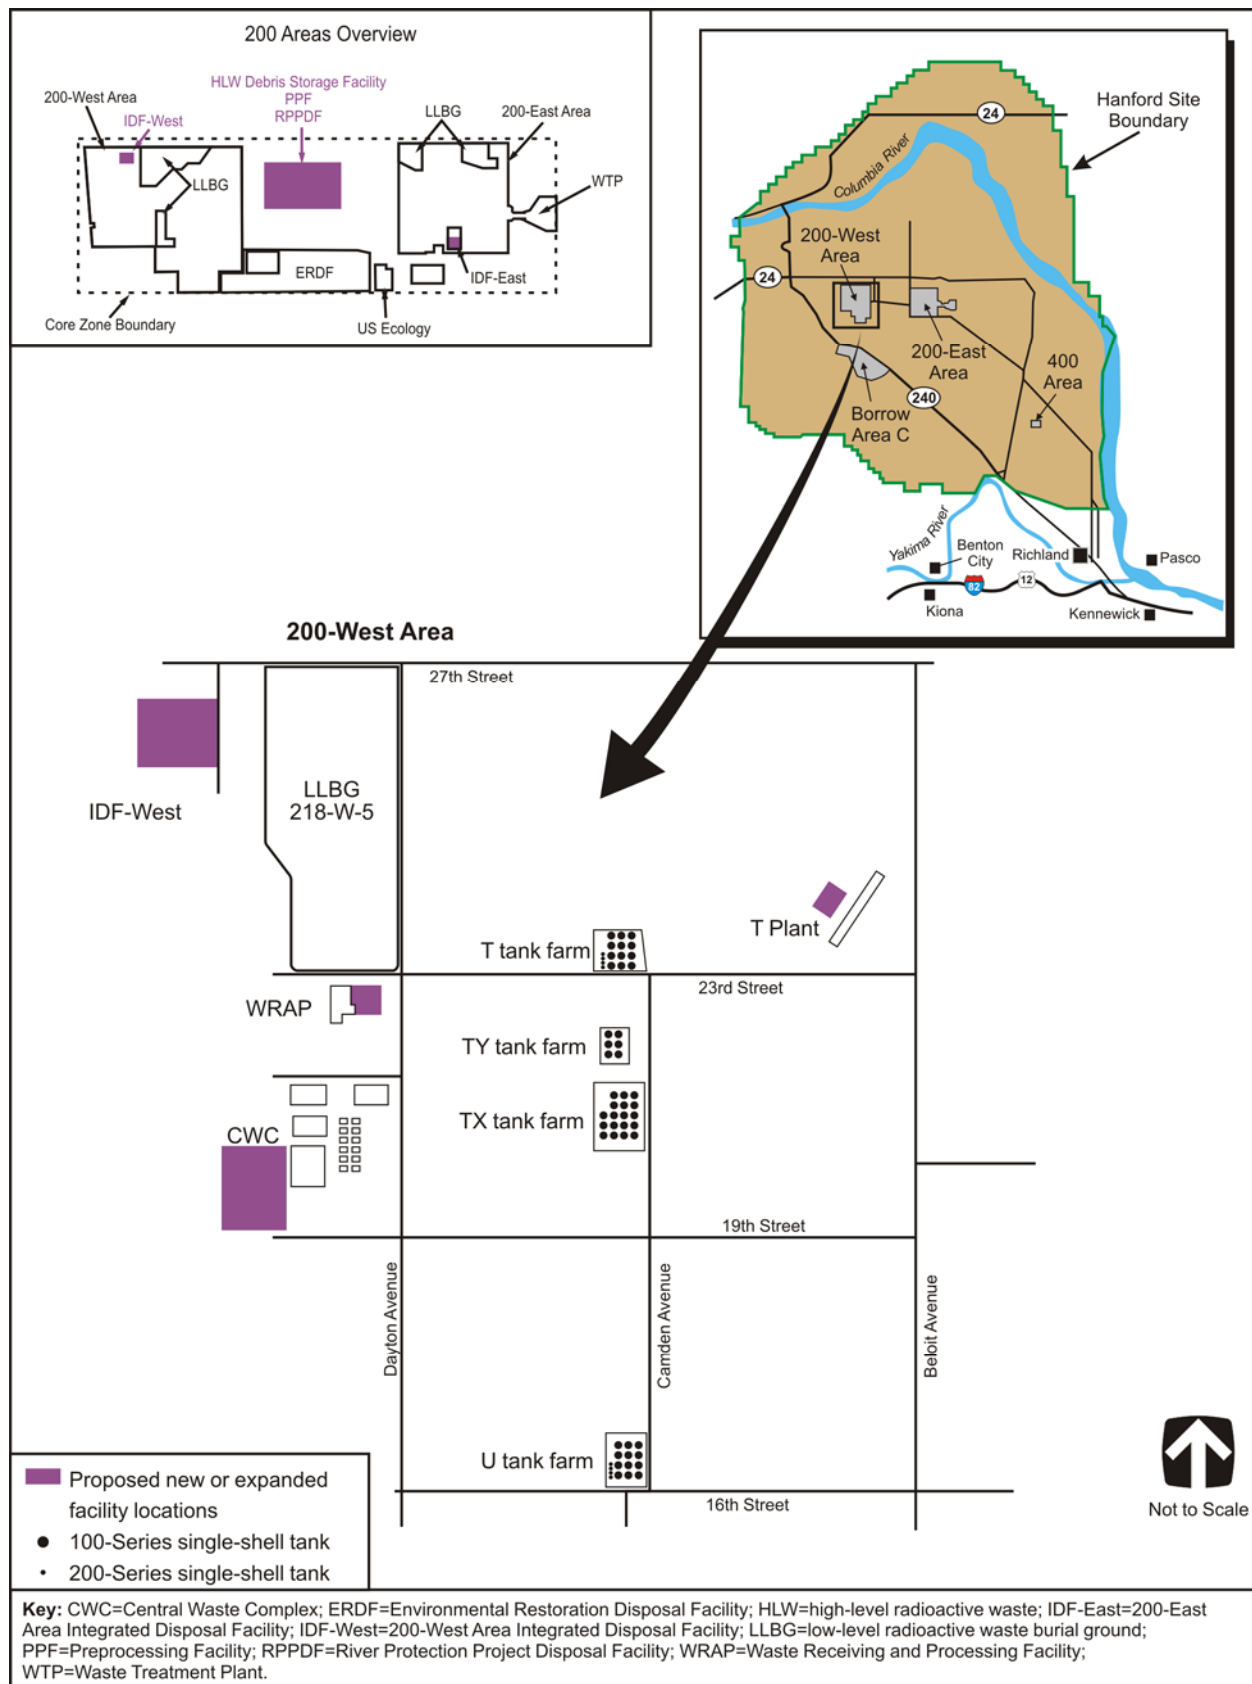 200 Areas Overview
HLW Debris Storage Facility
PPF
RPPDF
200-West Area
IDF-West
LLBG
LLBG
200-East Area
WTP
ERDF
IDF-East
Core Zone Boundary
US Ecology
24
Hanford Site
Boundary
Columbia River
200-West
Area
24
200-East
Area
400
Area
240
Borrow
Area C
Yakima River
Benton
City
Richland
Pasco
82
12
Kiona
Kennewick
200-West Area
27th Street
LLBG
218-W-5
IDF-West
T Plant
T tank farm
23rd Street
WRAP
TY tank farm
TX tank farm
CWC
19th Street
Dayton Avenue
Camden Avenue
Beloit Avenue
U tank farm
16th Street
Not to Scale
Proposed new or expanded
facility locations
100-Series single-shell tank
200-Series single-shell tank
Key: CWC=Central Waste Complex; ERDF=Environmental Restoration Disposal Facility; HLW=high-level radioactive waste; IDF-East=200-East
Area Integrated Disposal Facility; IDF-West=200-West Area Integrated Disposal Facility; LLBG=low-level radioactive waste burial ground;
PPF=Preprocessing Facility; RPPDF=River Protection Project Disposal Facility; WRAP=Waste Receiving and Processing Facility;
WTP=Waste Treatment Plant.